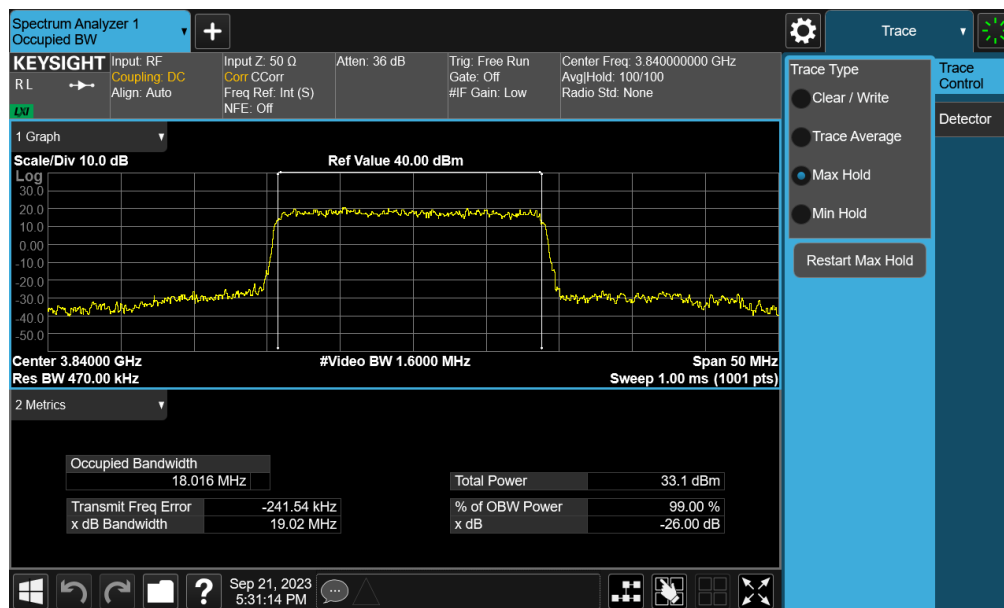 Spectrum Analyzer 1
Occupied BW
Trace
KEYSIGHT
R L
LXI
Input: RF
Coupling: DC
Align: Auto
Input Z: 50 Ω
Corr CCorr
Freq Ref: Int (S)
NFE: Off
Atten: 36 dB
Trig: Free Run
Gate: Off
#IF Gain: Low
Center Freq: 3.840000000 GHz
Avg|Hold: 100/100
Radio Std: None
1 Graph
Scale/Div 10.0 dB
Ref Value 40.00 dBm
Log
30.0
20.0
10.0
0.00
-10.0
-20.0
-30.0
-40.0
-50.0
Center 3.84000 GHz
#Video BW 1.6000 MHz
Span 50 MHz
Res BW 470.00 kHz
Sweep 1.00 ms (1001 pts)
2 Metrics
Occupied Bandwidth
18.016 MHz
Total Power 33.1 dBm
Transmit Freq Error -241.54 kHz
% of OBW Power 99.00 %
x dB Bandwidth 19.02 MHz
x dB -26.00 dB
Trace Type
Clear / Write
Trace Average
Max Hold
Min Hold
Restart Max Hold
Trace
Control
Detector
?
Sep 21, 2023
5:31:14 PM